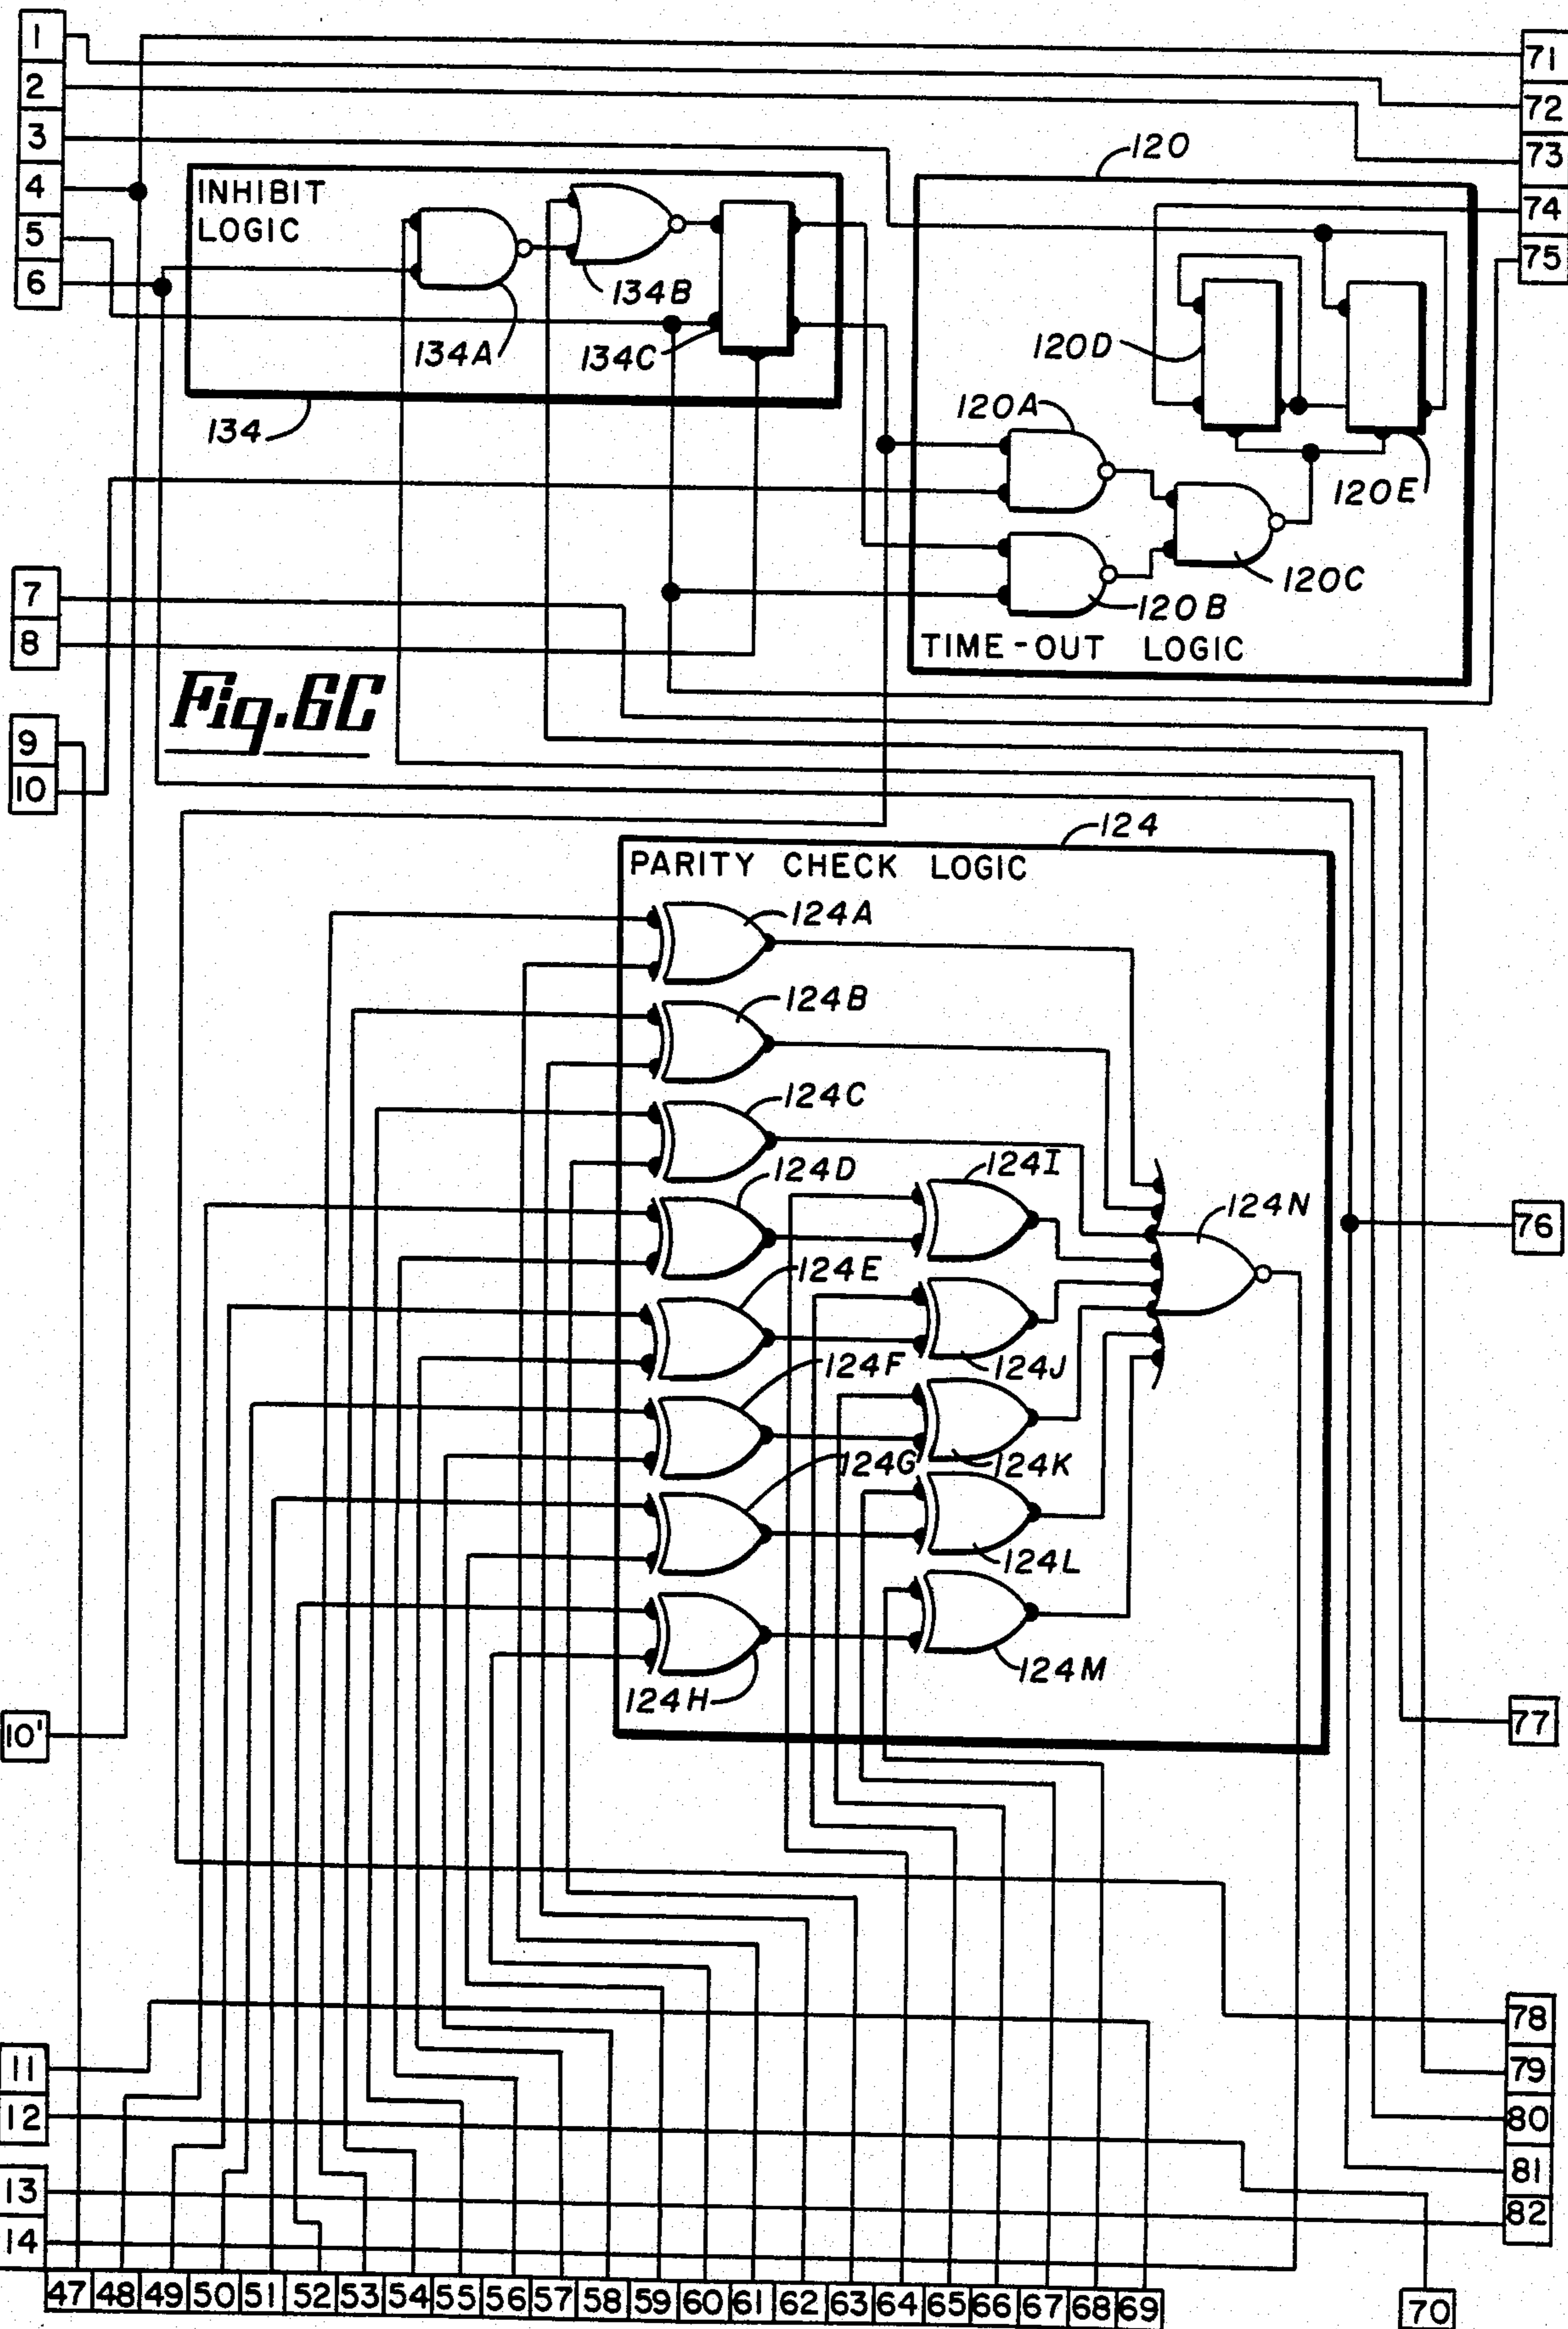 1
2
3
4
5
6
7
8
9
10
10'
11
12
13
14
71
72
73
74
75
76
77
78
79
80
81
82
INHIBIT
LOGIC
134A
134B
134C
134
120
120D
120A
120E
120C
120B
TIME-OUT LOGIC
Fig.6C
124
PARITY CHECK LOGIC
124A
124B
124C
124D
124I
124N
124E
124F
124J
124G
124K
124L
124H
124M
47 48 49 50 51 52 53 54 55 56 57 58 59 60 61 62 63 64 65 66 67 68 69
70